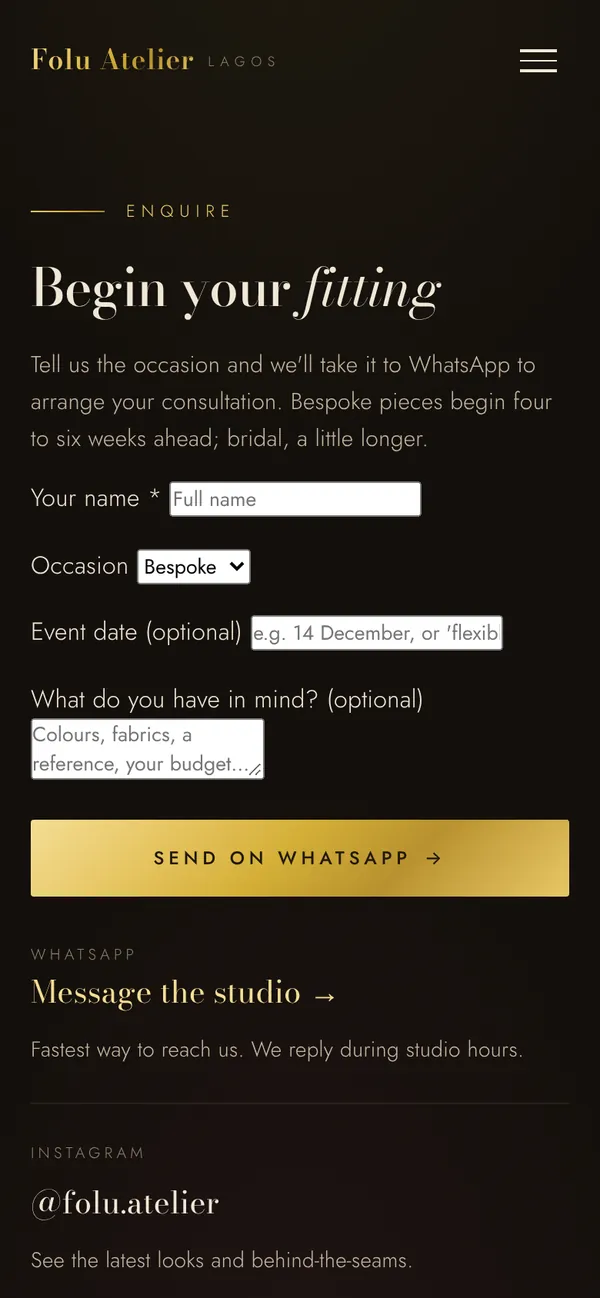 Folu Atelier LAGOS
ENQUIRE
Begin your fitting
Tell us the occasion and we'll take it to WhatsApp to
arrange your consultation. Bespoke pieces begin four
to six weeks ahead; bridal, a little longer.
Your name * Full name
Occasion Bespoke
Event date (optional) e.g. 14 December, or 'flexib
What do you have in mind? (optional)
Colours, fabrics, a
reference, your budget...
SEND ON WHATSAPP →
WHATSAPP
Message the studio →
Fastest way to reach us. We reply during studio hours.
INSTAGRAM
@folu.atelier
See the latest looks and behind-the-seams.